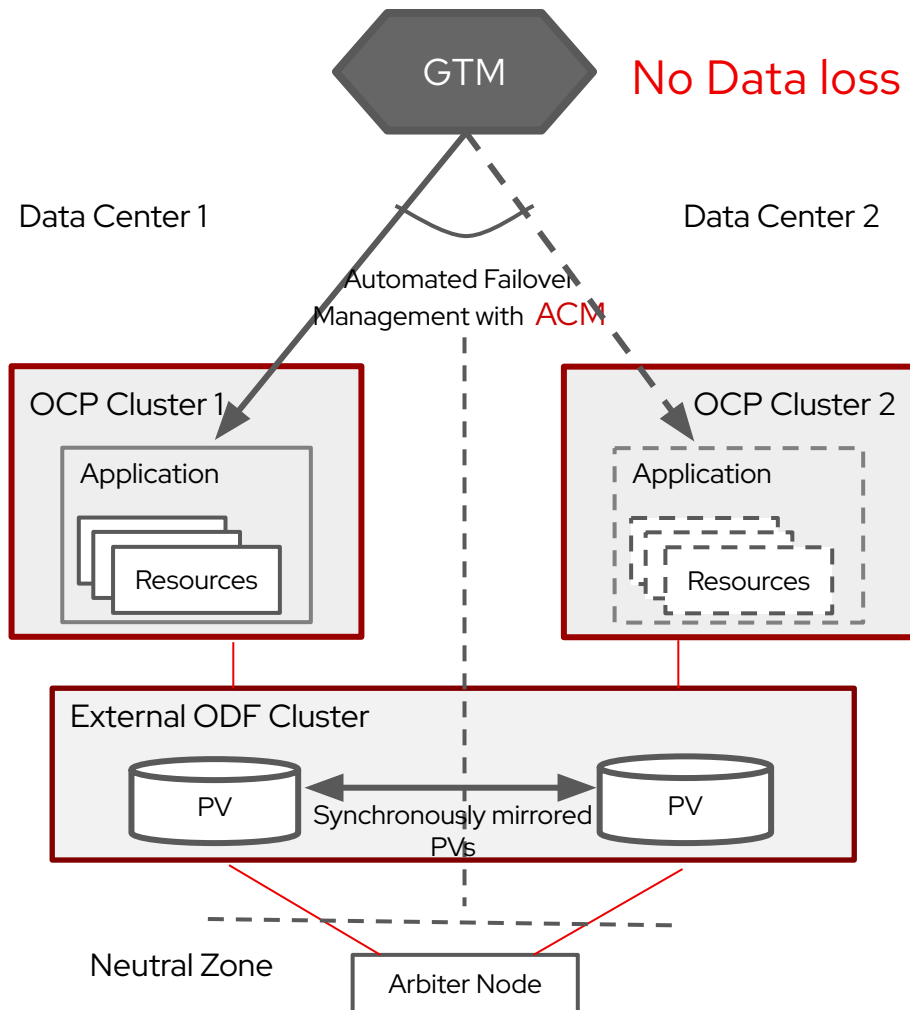 GTM
No Data loss
Data Center 1
Data Center 2
Automated Failover
Management with ACM
OCP Cluster 1
OCP Cluster 2
Application
Resources
Application
Resources
External ODF Cluster
PV
PV
Synchronously mirrored
PVs
Neutral Zone
Arbiter Node